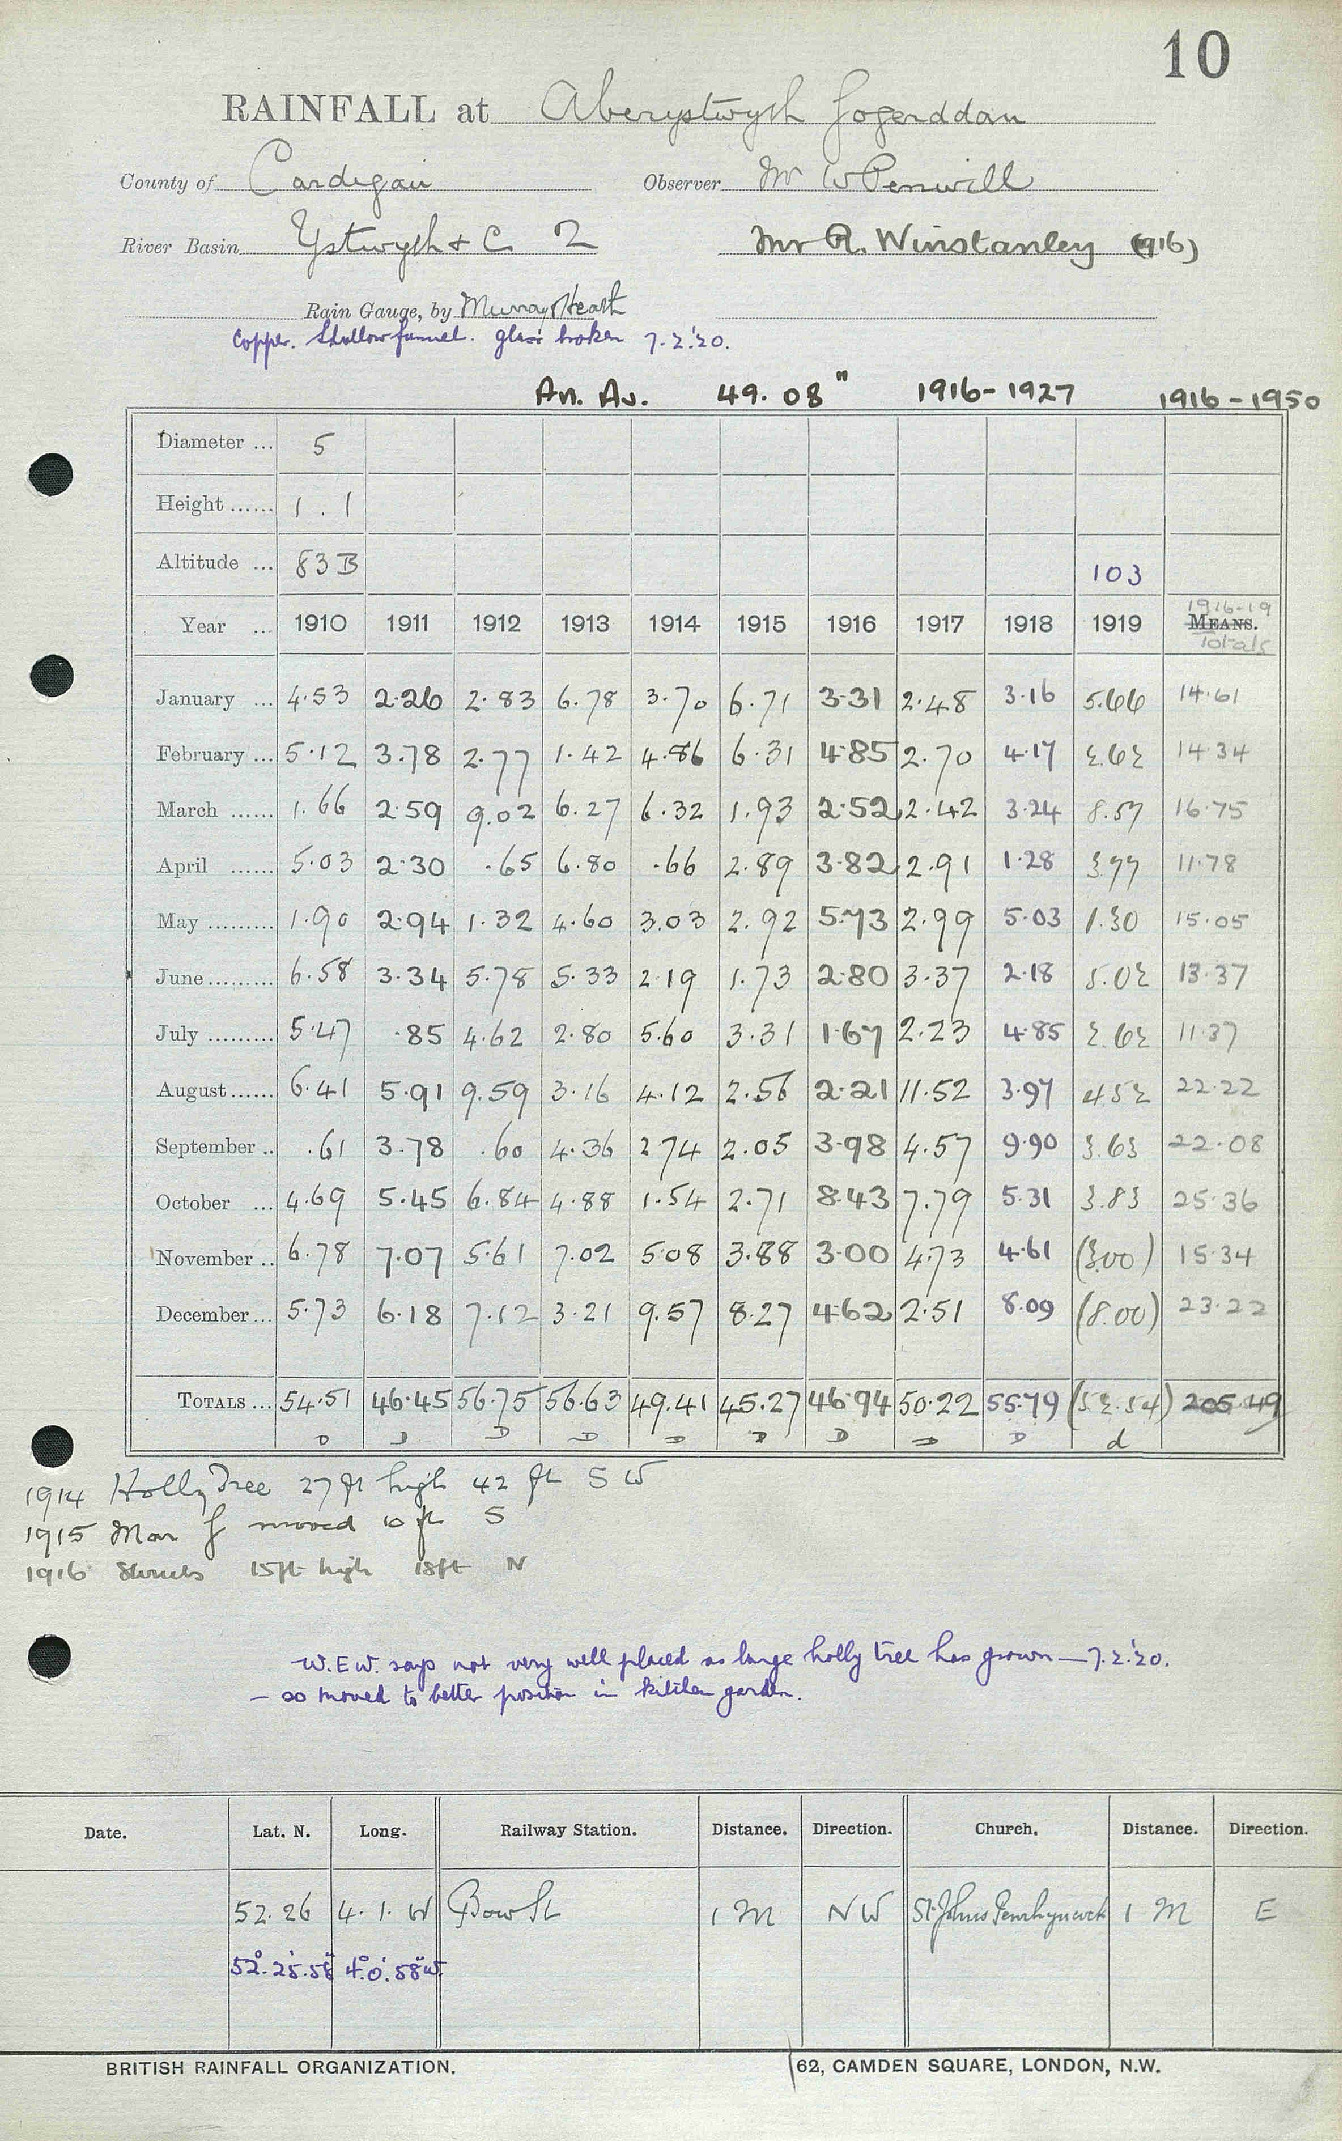 10
RAINFALL at Aberystwyth Gogerddan
County of Cardigan Observer Mr W Penwill
River Basin Ystwyth & C. 2 Mr R. Winstanley (1916)
Rain Gauge, by Murray Heath
Copper. Shallow funnel. glass broken 7.2.'20.
An. Av. 49.08" 1916-1927 1916-1950
Diameter ... 5
Height ...... 1 . 1
Altitude ... 83 B 103
Year ... 1910 1911 1912 1913 1914 1915 1916 1917 1918 1919 1916-19 MEANS. Totals
January ... 4.53 2.26 2.83 6.78 3.70 6.71 3.31 2.48 3.16 5.66 14.61
February ... 5.12 3.78 2.77 1.42 4.86 6.31 4.85 2.70 4.17 2.62 14.34
March ...... 1.66 2.59 9.02 6.27 6.32 1.93 2.52 2.42 3.24 8.57 16.75
April ...... 5.03 2.30 .65 6.80 .66 2.89 3.82 2.91 1.28 3.77 11.78
May ......... 1.90 2.94 1.32 4.60 3.03 2.92 5.73 2.99 5.03 1.30 15.05
June ......... 6.58 3.34 5.78 5.33 2.19 1.73 2.80 3.37 2.18 5.02 13.37
July ......... 5.47 .85 4.62 2.80 5.60 3.31 1.67 2.23 4.85 2.62 11.37
August ...... 6.41 5.91 9.59 3.16 4.12 2.56 2.21 11.52 3.97 4.52 22.22
September .. .61 3.78 .60 4.36 2.74 2.05 3.98 4.57 9.90 3.63 22.08
October ... 4.69 5.45 6.84 4.88 1.54 2.71 8.43 7.79 5.31 3.83 25.36
November .. 6.78 7.07 5.61 7.02 5.08 3.88 3.00 4.73 4.61 (3.00) 15.34
December ... 5.73 6.18 7.12 3.21 9.57 8.27 4.62 2.51 8.09 (8.00) 23.22
TOTALS ... 54.51 46.45 56.75 56.63 49.41 45.27 46.94 50.22 55.79 (52.54) 205.49
D D D D D D D D D d
1914 Holly Tree 27 ft high 42 ft S W
1915 Mar G moved 10 ft S
1916 Shrubs 15ft high 18ft N
W.E.W. says not very well placed as large holly tree has grown — 7.2.'20.
— so moved to better position in kitchen garden.
Date. Lat. N. Long. Railway Station. Distance. Direction. Church. Distance. Direction.
52.26 4.1.W Bow St 1 M NW St Johns Penrhyncoch 1 M E
52°.25'.58" 4°.0'.58"W.
BRITISH RAINFALL ORGANIZATION. 62, CAMDEN SQUARE, LONDON, N.W.